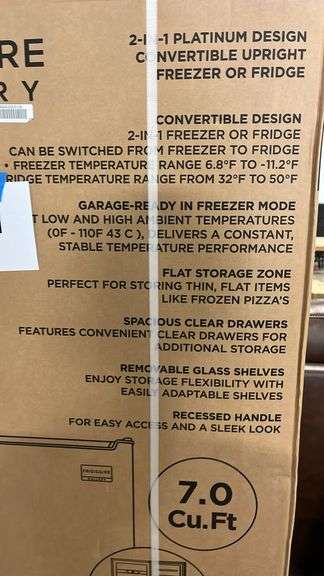 RE
2-IN-1 PLATINUM DESIGN
CONVERTIBLE UPRIGHT
FREEZER OR FRIDGE
RY
CONVERTIBLE DESIGN
2-IN-1 FREEZER OR FRIDGE
CAN BE SWITCHED FROM FREEZER TO FRIDGE
• FREEZER TEMPERATURE RANGE 6.8°F TO -11.2°F
RIDGE TEMPERATURE RANGE FROM 32°F TO 50°F
GARAGE-READY IN FREEZER MODE
T LOW AND HIGH AMBIENT TEMPERATURES
(0F - 110F 43 C), DELIVERS A CONSTANT,
STABLE TEMPERATURE PERFORMANCE
FLAT STORAGE ZONE
PERFECT FOR STORING THIN, FLAT ITEMS
LIKE FROZEN PIZZA'S
SPACIOUS CLEAR DRAWERS
FEATURES CONVENIENT CLEAR DRAWERS FOR
ADDITIONAL STORAGE
REMOVABLE GLASS SHELVES
ENJOY STORAGE FLEXIBILITY WITH
EASILY ADAPTABLE SHELVES
RECESSED HANDLE
FOR EASY ACCESS AND A SLEEK LOOK
FRIGIDAIRE
GALLERY
7.0
Cu.Ft